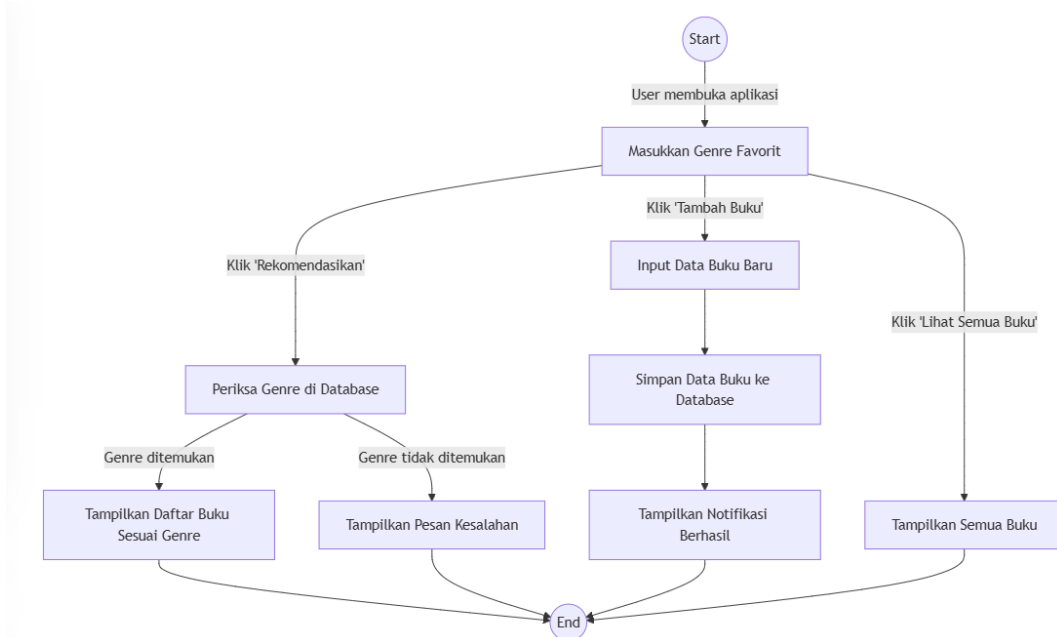 Start
User membuka aplikasi
Masukkan Genre Favorit
Klik 'Tambah Buku'
Klik 'Rekomendasikan'
Input Data Buku Baru
Klik 'Lihat Semua Buku'
Periksa Genre di Database
Simpan Data Buku ke
Database
Genre ditemukan
Genre tidak ditemukan
Tampilkan Daftar Buku
Sesuai Genre
Tampilkan Pesan Kesalahan
Tampilkan Notifikasi
Berhasil
Tampilkan Semua Buku
End